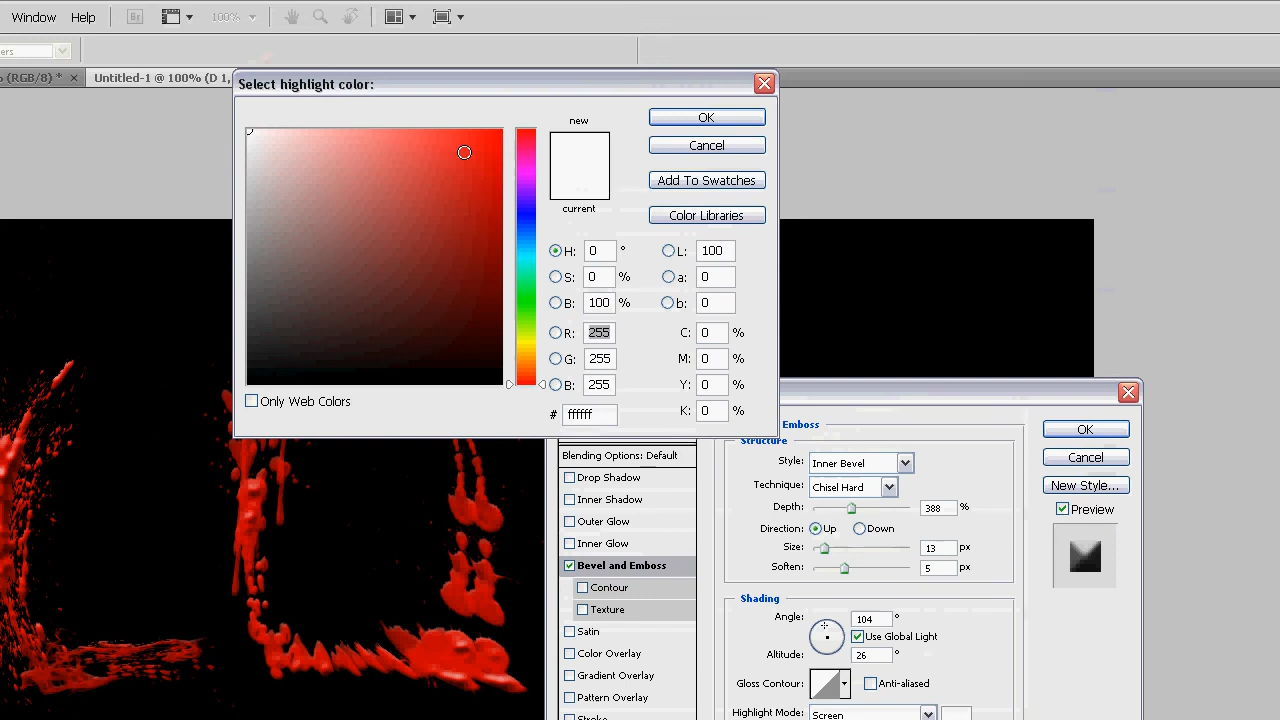 Window Help Br 100%
ers
(RGB/8) * × Untitled-1 @ 100% (D 1,
Select highlight color:
new
current
OK
Cancel
Add To Swatches
Color Libraries
H: 0 ° L: 100
S: 0 % a: 0
B: 100 % b: 0
R: 255 C: 0 %
G: 255 M: 0 %
B: 255 Y: 0 %
# ffffff K: 0 %
Only Web Colors
Emboss
Structure
Blending Options: Default
Drop Shadow
Inner Shadow
Outer Glow
Inner Glow
Bevel and Emboss
Contour
Texture
Satin
Color Overlay
Gradient Overlay
Pattern Overlay
Stroke
Style: Inner Bevel
Technique: Chisel Hard
Depth: 388 %
Direction: Up Down
Size: 13 px
Soften: 5 px
Shading
Angle: 104 °
Use Global Light
Altitude: 26 °
Gloss Contour: Anti-aliased
Highlight Mode: Screen
OK
Cancel
New Style...
Preview